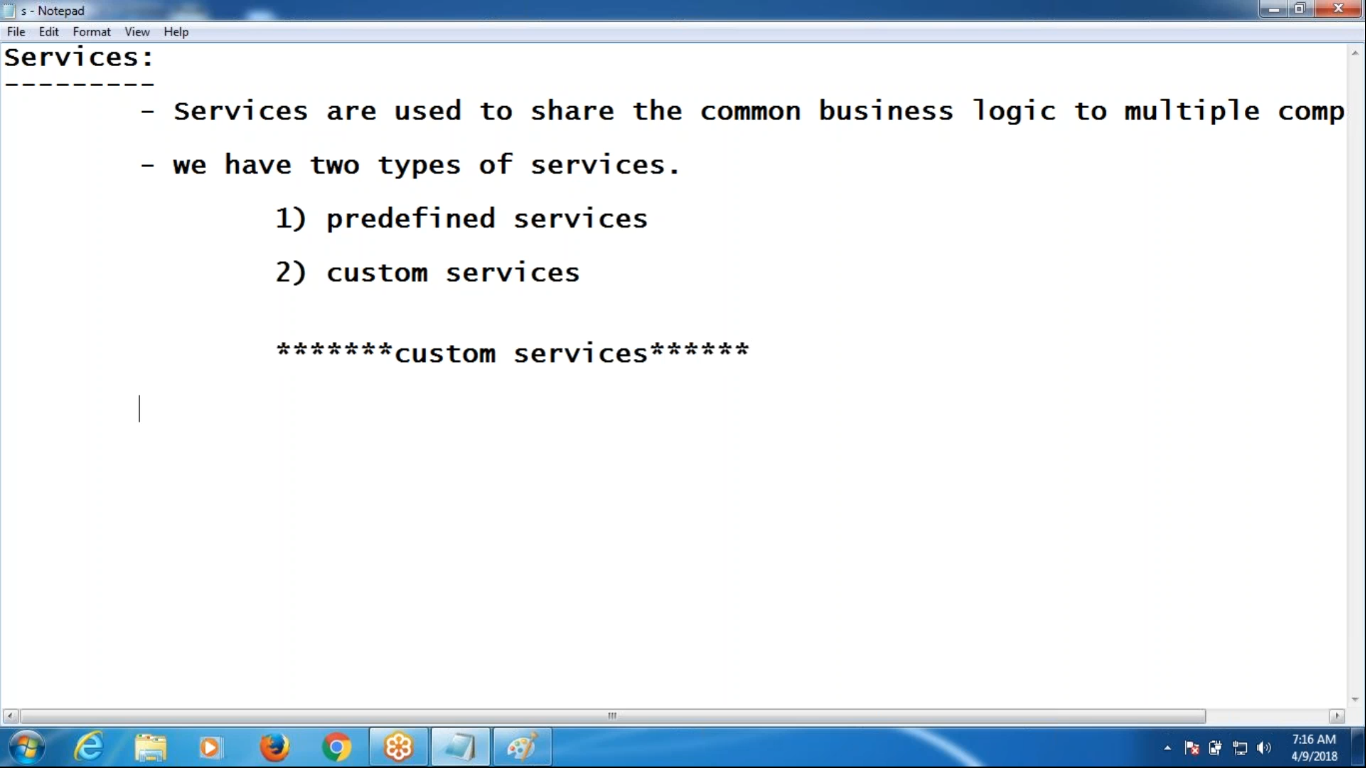 s - Notepad
File Edit Format View Help
Services:
---------
- Services are used to share the common business logic to multiple comp
- we have two types of services.
1) predefined services
2) custom services
*******custom services******
7:16 AM
4/9/2018